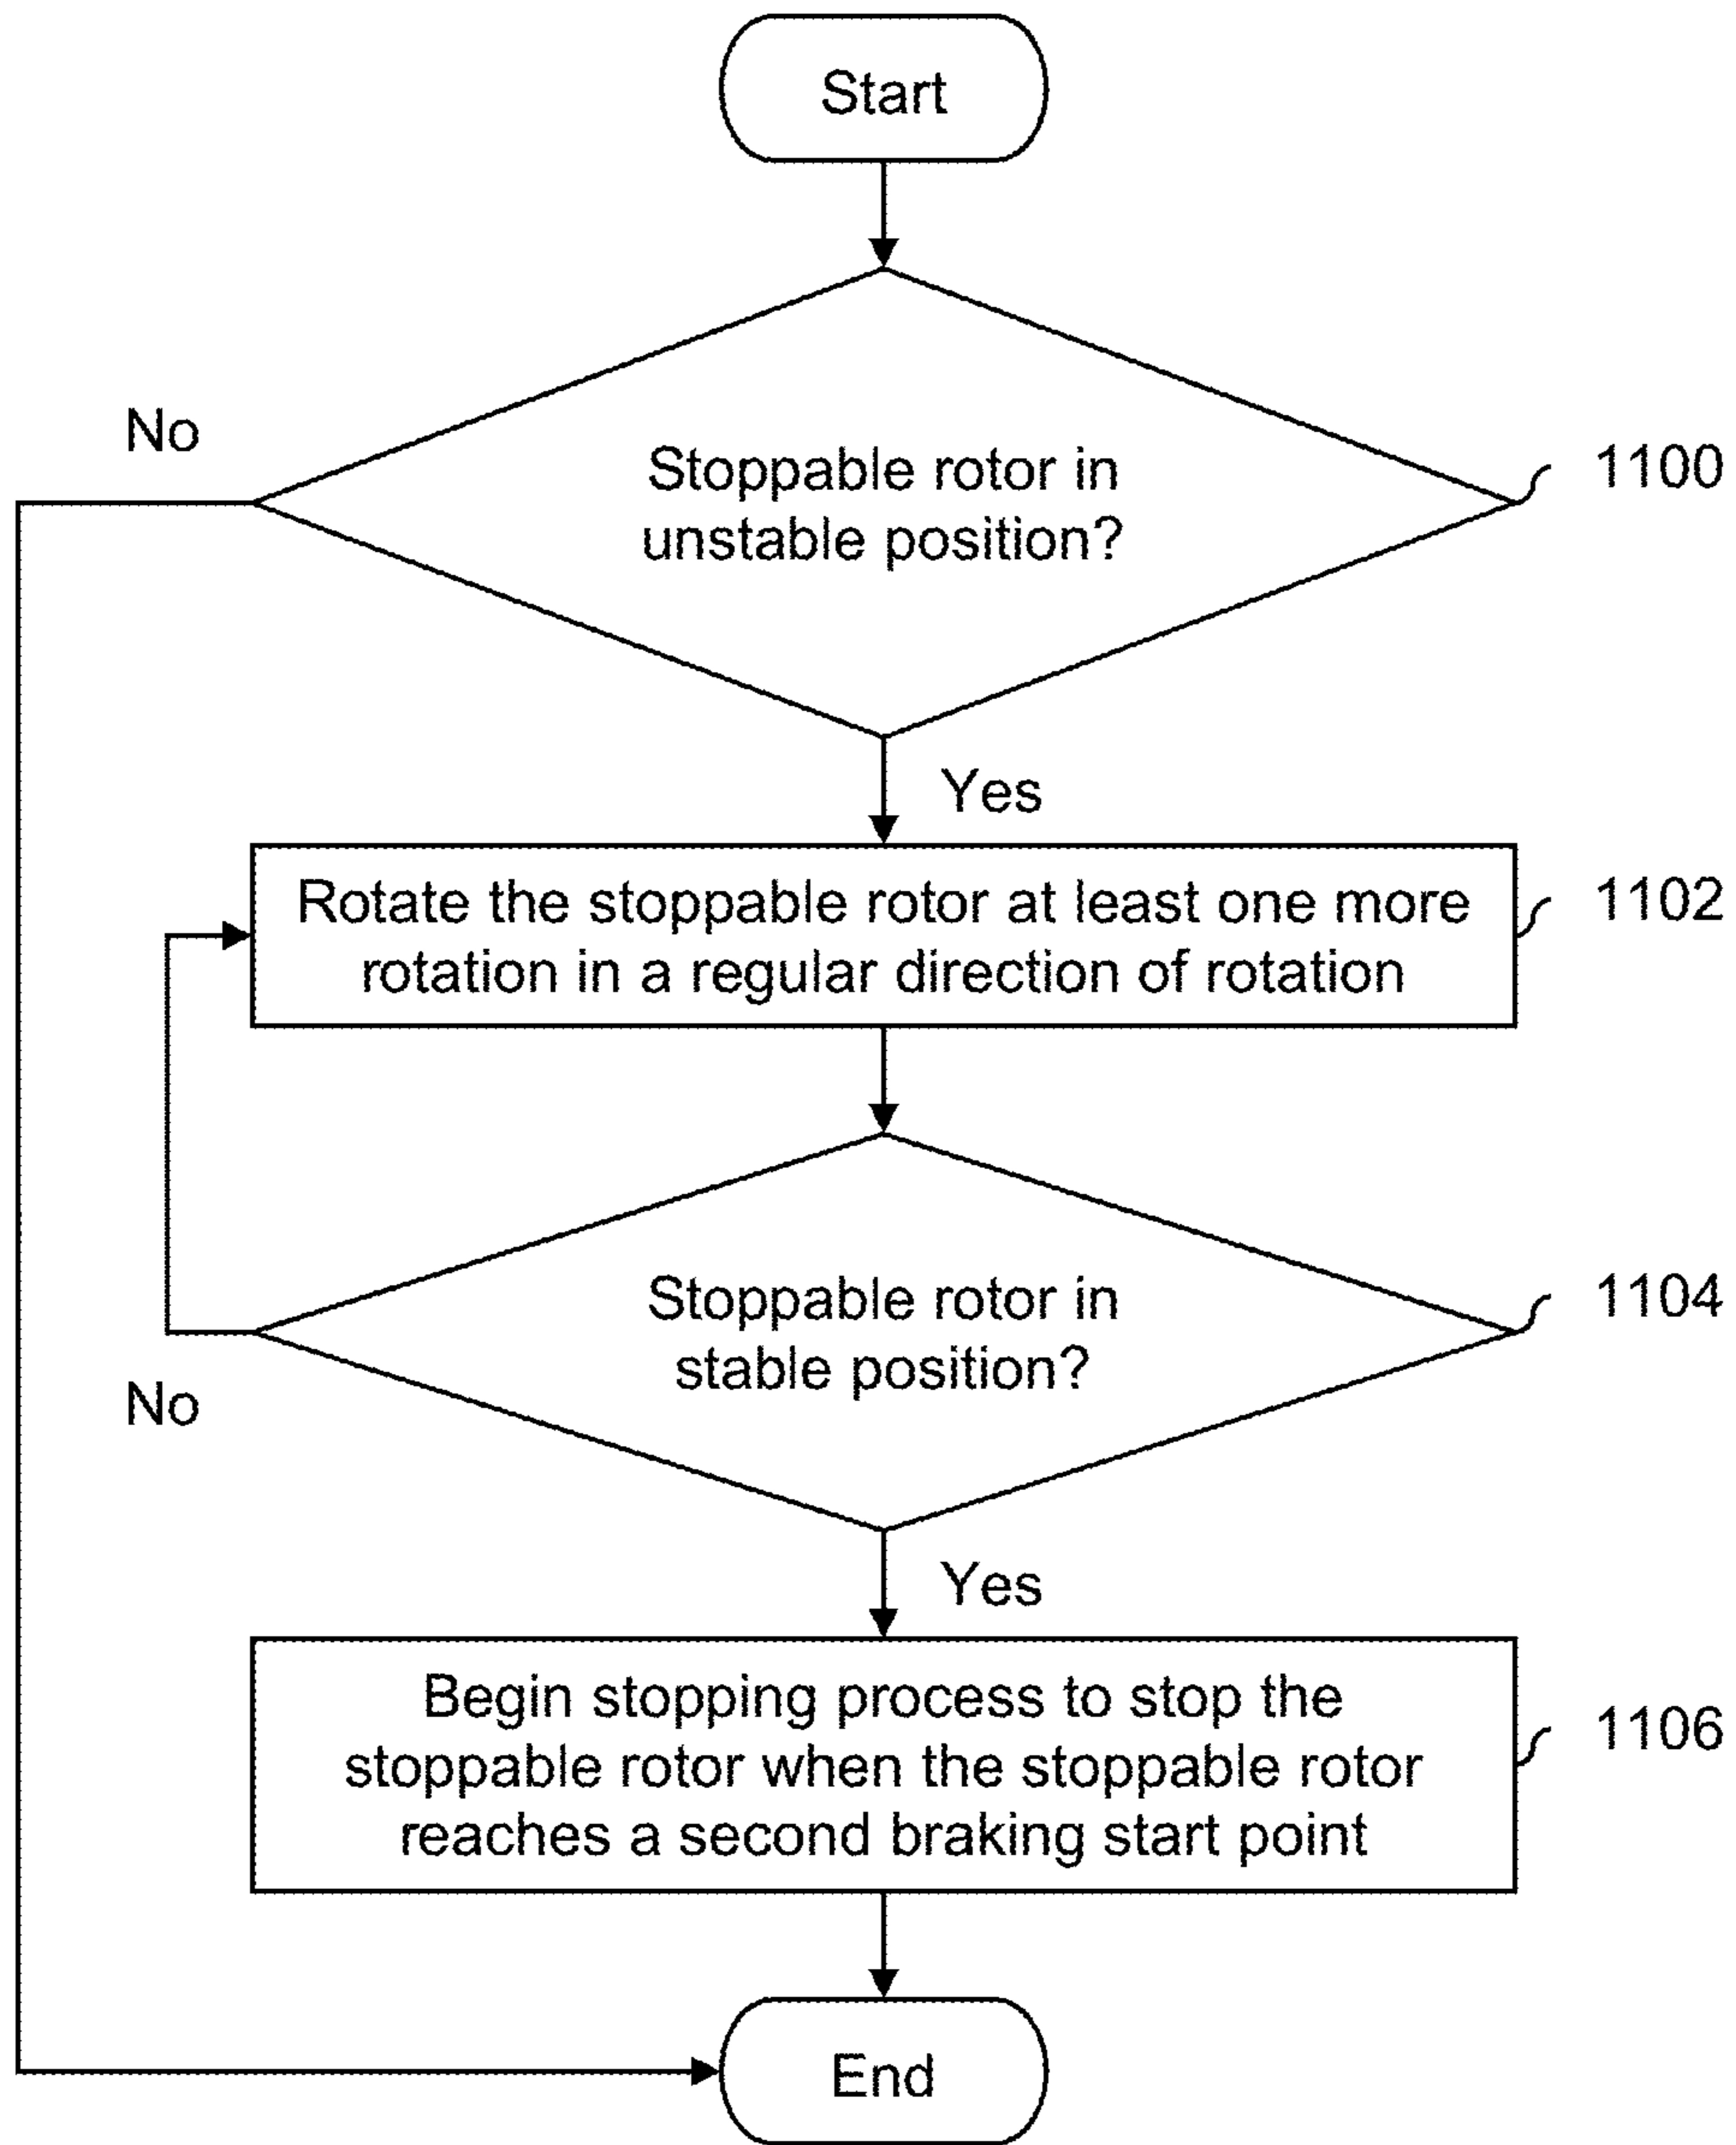 Start
No
Stoppable rotor in
unstable position?
1100
Yes
Rotate the stoppable rotor at least one more
rotation in a regular direction of rotation
1102
Stoppable rotor in
stable position?
1104
No
Yes
Begin stopping process to stop the
stoppable rotor when the stoppable rotor
reaches a second braking start point
1106
End